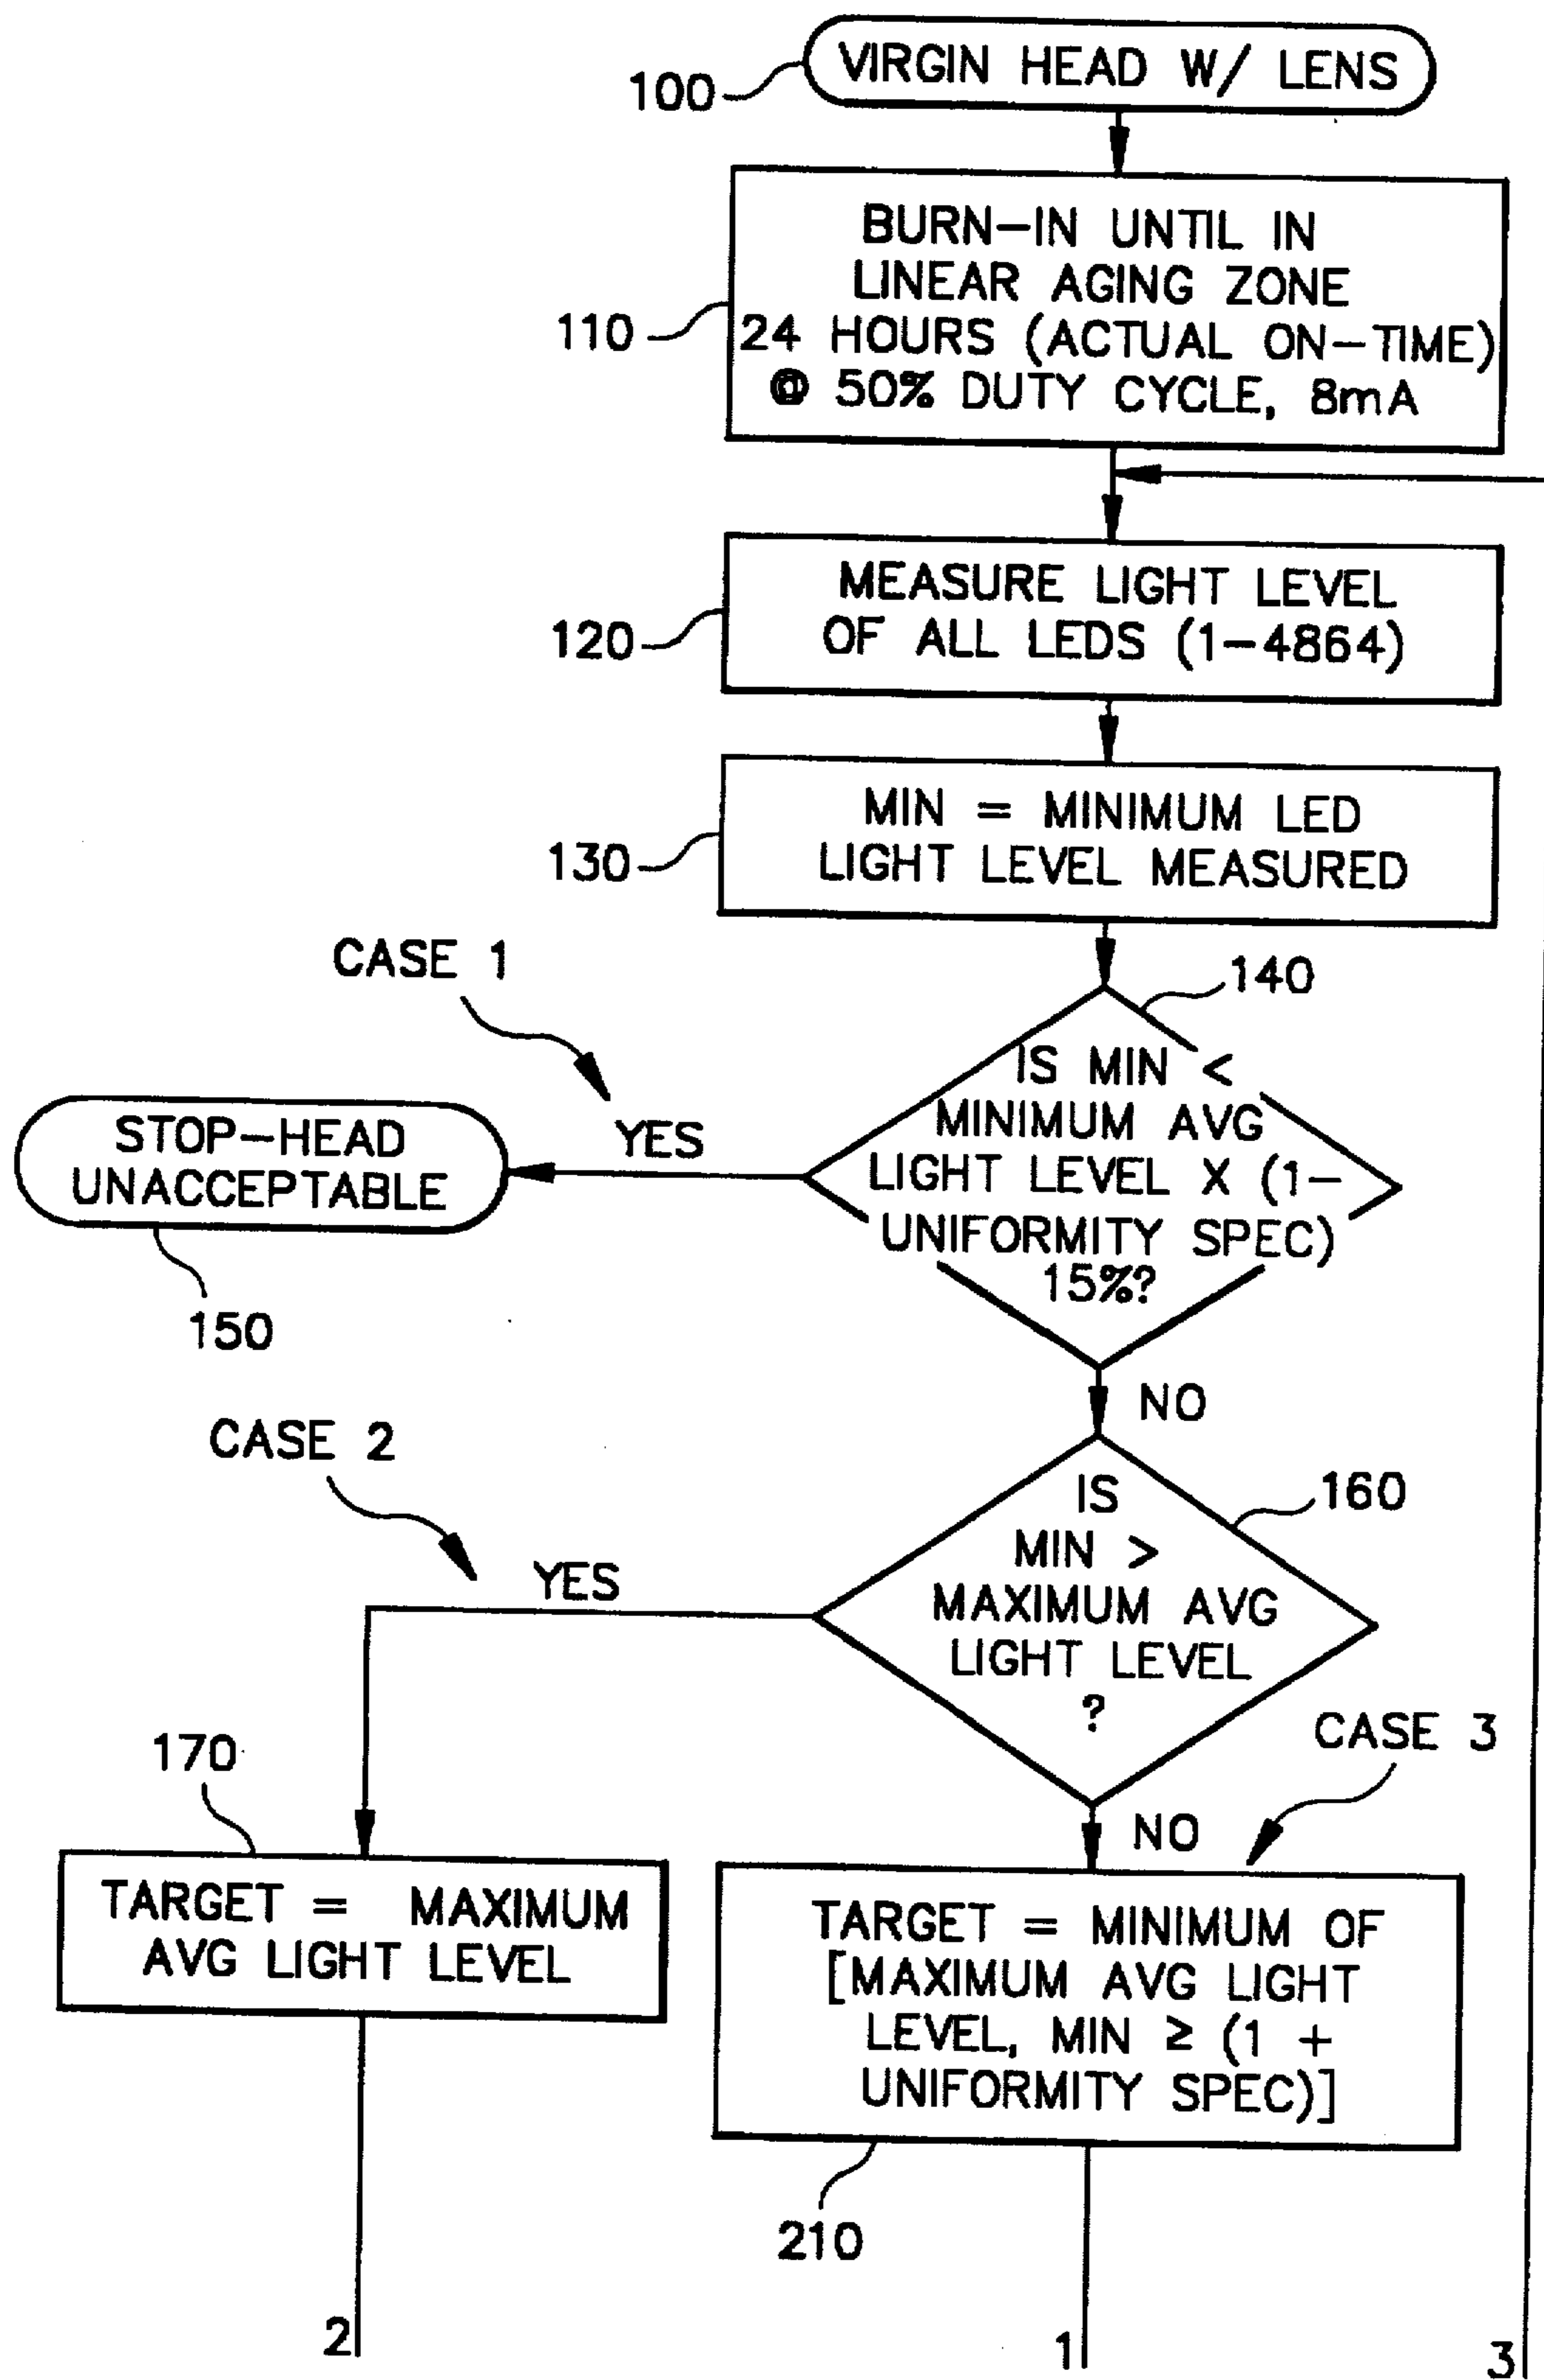 VIRGIN HEAD W/ LENS
100
BURN-IN UNTIL IN
LINEAR AGING ZONE
24 HOURS (ACTUAL ON-TIME)
@ 50% DUTY CYCLE, 8mA
110
MEASURE LIGHT LEVEL
OF ALL LEDS (1-4864)
120
MIN = MINIMUM LED
LIGHT LEVEL MEASURED
130
CASE 1
140
IS MIN <
MINIMUM AVG
LIGHT LEVEL X (1-
UNIFORMITY SPEC)
15%?
YES
STOP-HEAD
UNACCEPTABLE
150
NO
CASE 2
160
IS
MIN >
MAXIMUM AVG
LIGHT LEVEL
?
YES
CASE 3
NO
170
TARGET = MAXIMUM
AVG LIGHT LEVEL
TARGET = MINIMUM OF
[MAXIMUM AVG LIGHT
LEVEL, MIN ≥ (1 +
UNIFORMITY SPEC)]
210
2
1
3